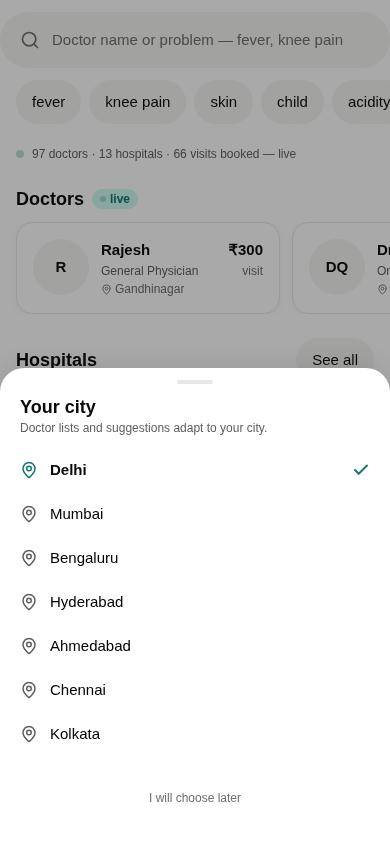 Doctor name or problem — fever, knee pain
fever knee pain skin child acidity
97 doctors · 13 hospitals · 66 visits booked — live
Doctors live
R Rajesh ₹300
General Physician visit
Gandhinagar
DQ
Hospitals See all
Your city
Doctor lists and suggestions adapt to your city.
Delhi
Mumbai
Bengaluru
Hyderabad
Ahmedabad
Chennai
Kolkata
I will choose later